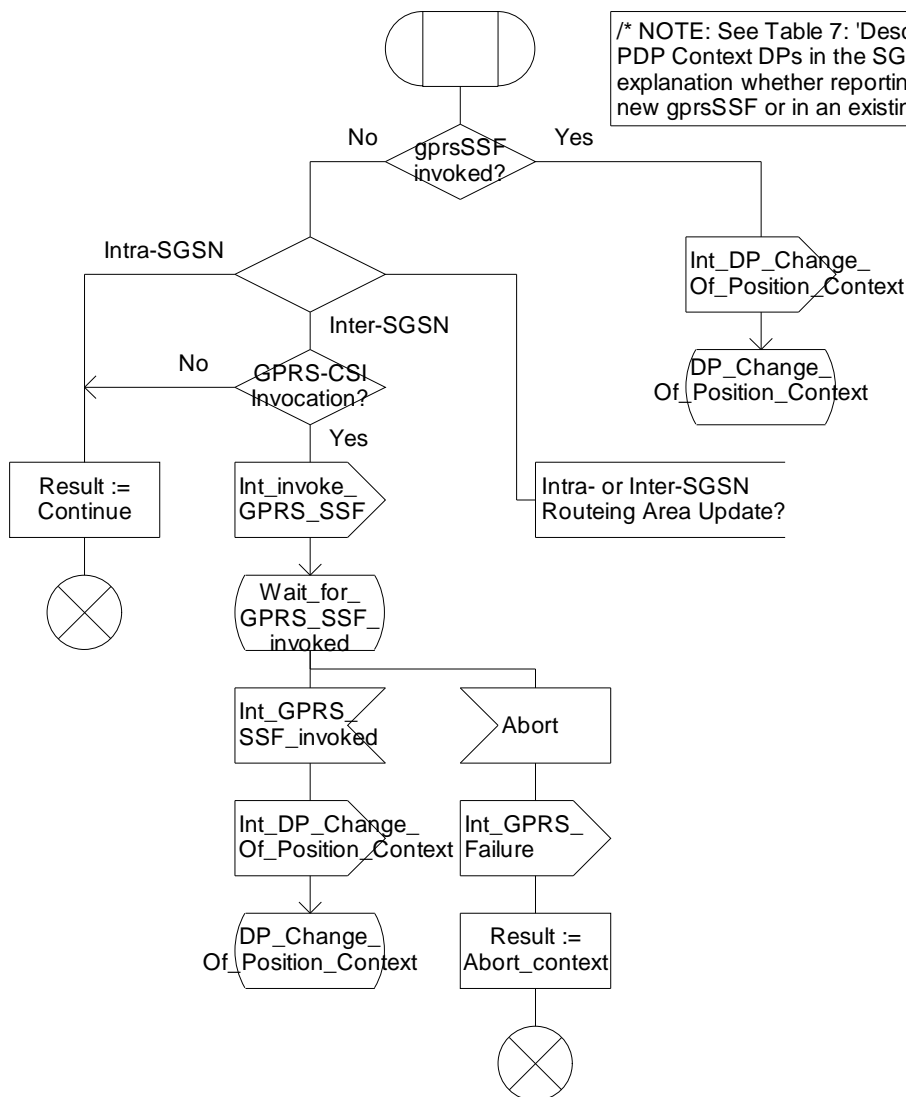 /* NOTE: See Table 7: 'Desc
PDP Context DPs in the SG
explanation whether reportin
new gprsSSF or in an existin
No
gprsSSF
invoked?
Yes
Intra-SGSN
Int_DP_Change_
Of_Position_Context
Inter-SGSN
No
GPRS-CSI
Invocation?
DP_Change_
Of_Position_Context
Yes
Result :=
Continue
Int_invoke_
GPRS_SSF
Intra- or Inter-SGSN
Routeing Area Update?
Wait_for_
GPRS_SSF_
invoked
Int_GPRS_
SSF_invoked
Abort
Int_DP_Change_
Of_Position_Context
Int_GPRS_
Failure
DP_Change_
Of_Position_Context
Result :=
Abort_context